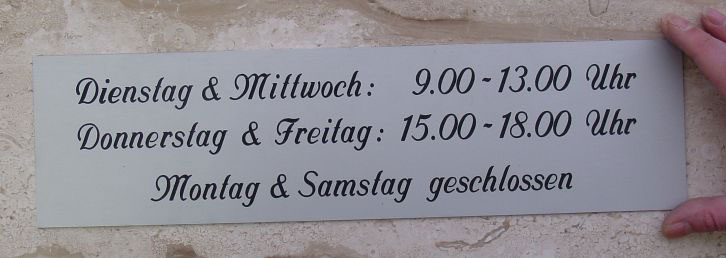 Dienstag & Mittwoch: 9.00-13.00 Uhr
Donnerstag & Freitag: 15.00-18.00 Uhr
Montag & Samstag geschlossen